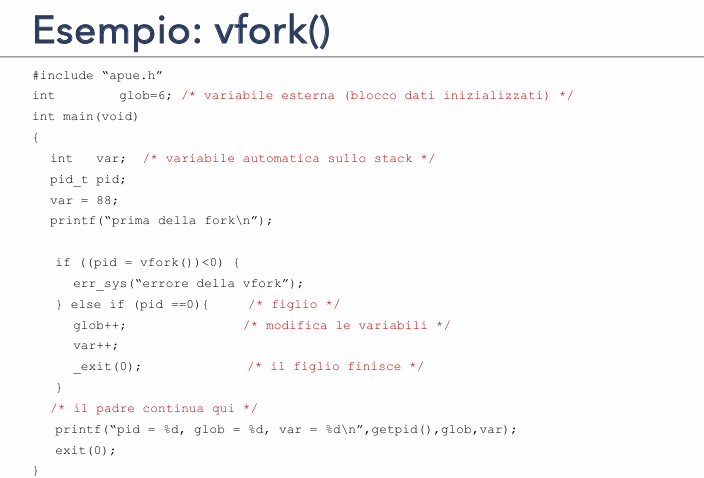 Esempio: vfork()
#include “apue.h”
int glob=6; /* variabile esterna (blocco dati inizializzati) */
int main(void)
{
int var; /* variabile automatica sullo stack */
pid_t pid;
var = 88;
printf(“prima della fork\n”);
if ((pid = vfork())<0) {
err_sys(“errore della vfork”);
} else if (pid ==0){ /* figlio */
glob++; /* modifica le variabili */
var++;
_exit(0); /* il figlio finisce */
}
/* il padre continua qui */
printf(“pid = %d, glob = %d, var = %d\n”,getpid(),glob,var);
exit(0);
}